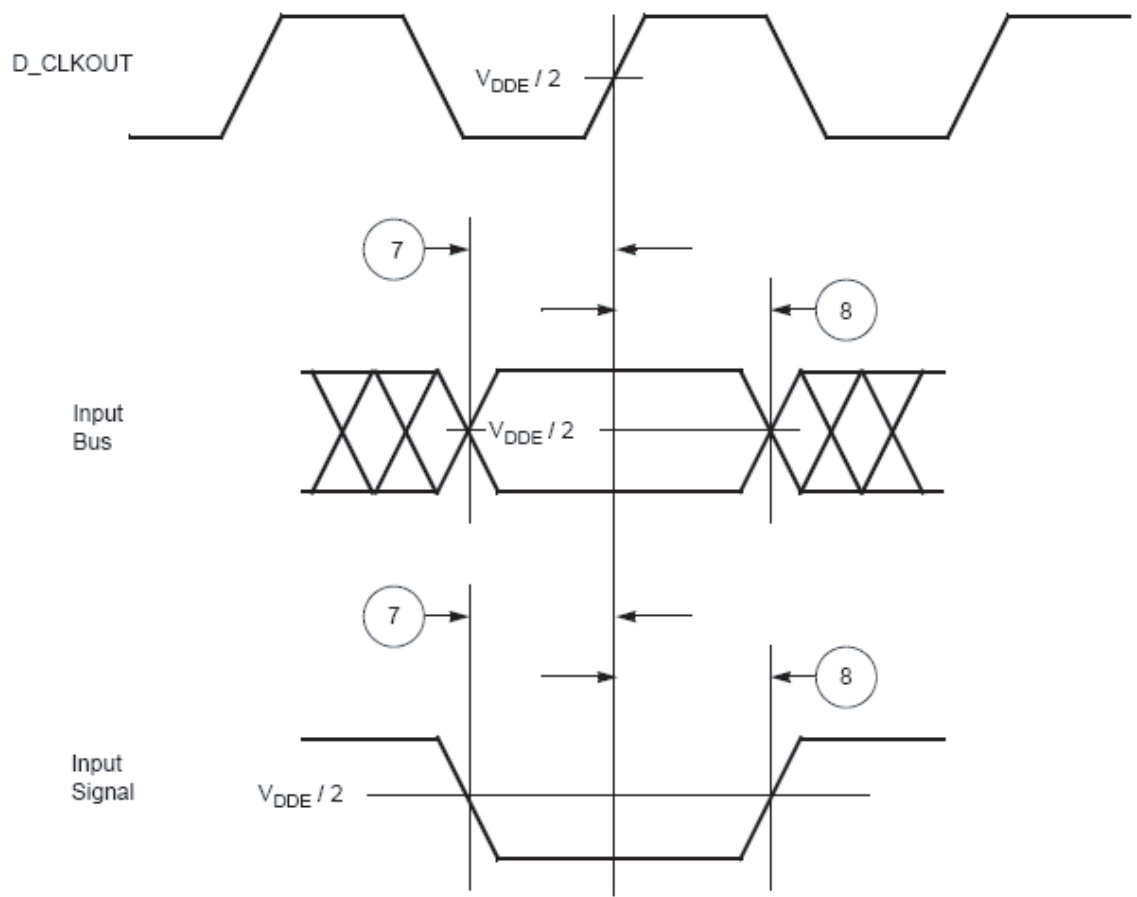 D_CLKOUT
VDDE / 2
7
8
Input
Bus
VDDE / 2
7
8
Input
Signal
VDDE / 2